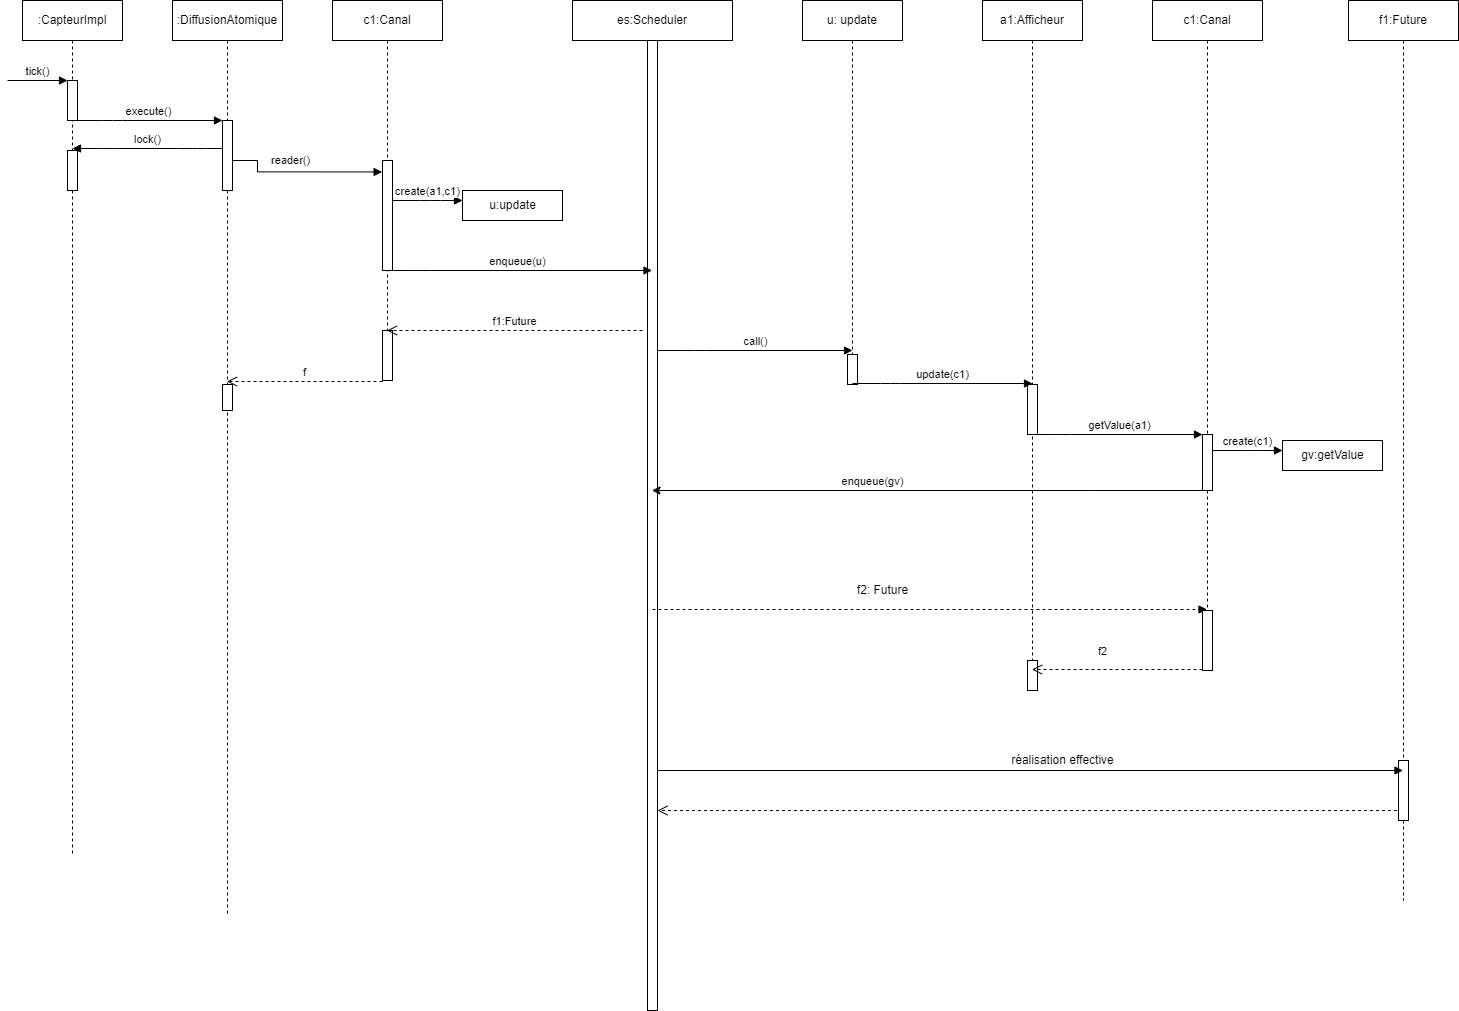 :CapteurImpl
:DiffusionAtomique
c1:Canal
es:Scheduler
u: update
a1:Afficheur
c1:Canal
f1:Future
tick()
execute()
lock()
reader()
create(a1,c1)
u:update
enqueue(u)
f1:Future
call()
f
update(c1)
getValue(a1)
create(c1)
gv:getValue
enqueue(gv)
f2: Future
f2
réalisation effective